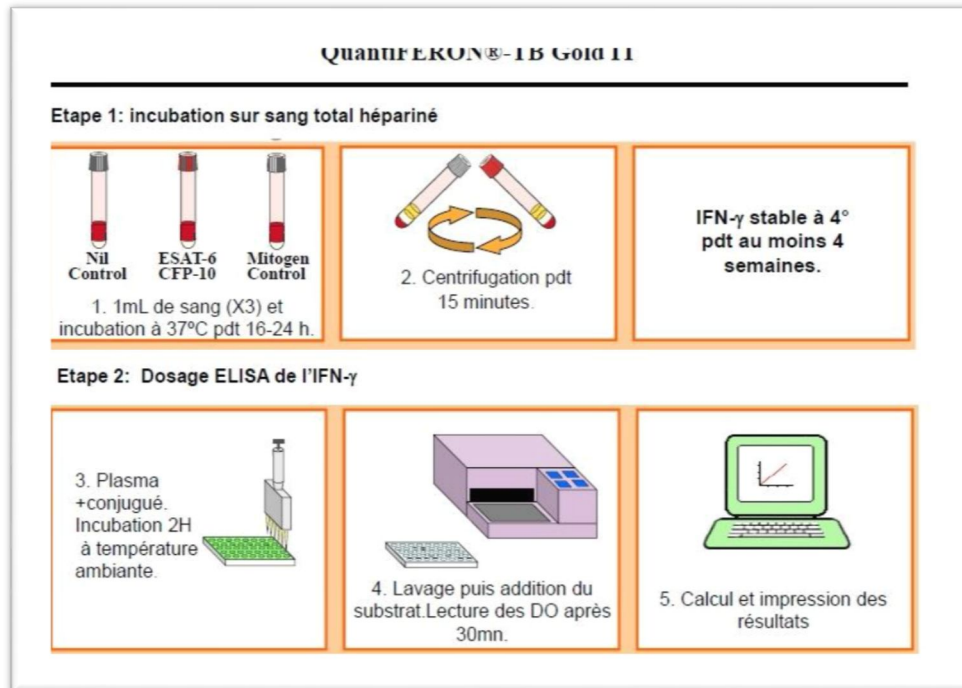 QuantiFERON®-TB Gold IT
Etape 1: incubation sur sang total hépariné
Nil
Control
ESAT-6
CFP-10
Mitogen
Control
1. 1mL de sang (X3) et
incubation à 37ºC pdt 16-24 h.
2. Centrifugation pdt
15 minutes.
IFN-γ stable à 4°
pdt au moins 4
semaines.
Etape 2: Dosage ELISA de l'IFN-γ
3. Plasma
+conjugué.
Incubation 2H
à température
ambiante.
4. Lavage puis addition du
substrat.Lecture des DO après
30mn.
5. Calcul et impression des
résultats